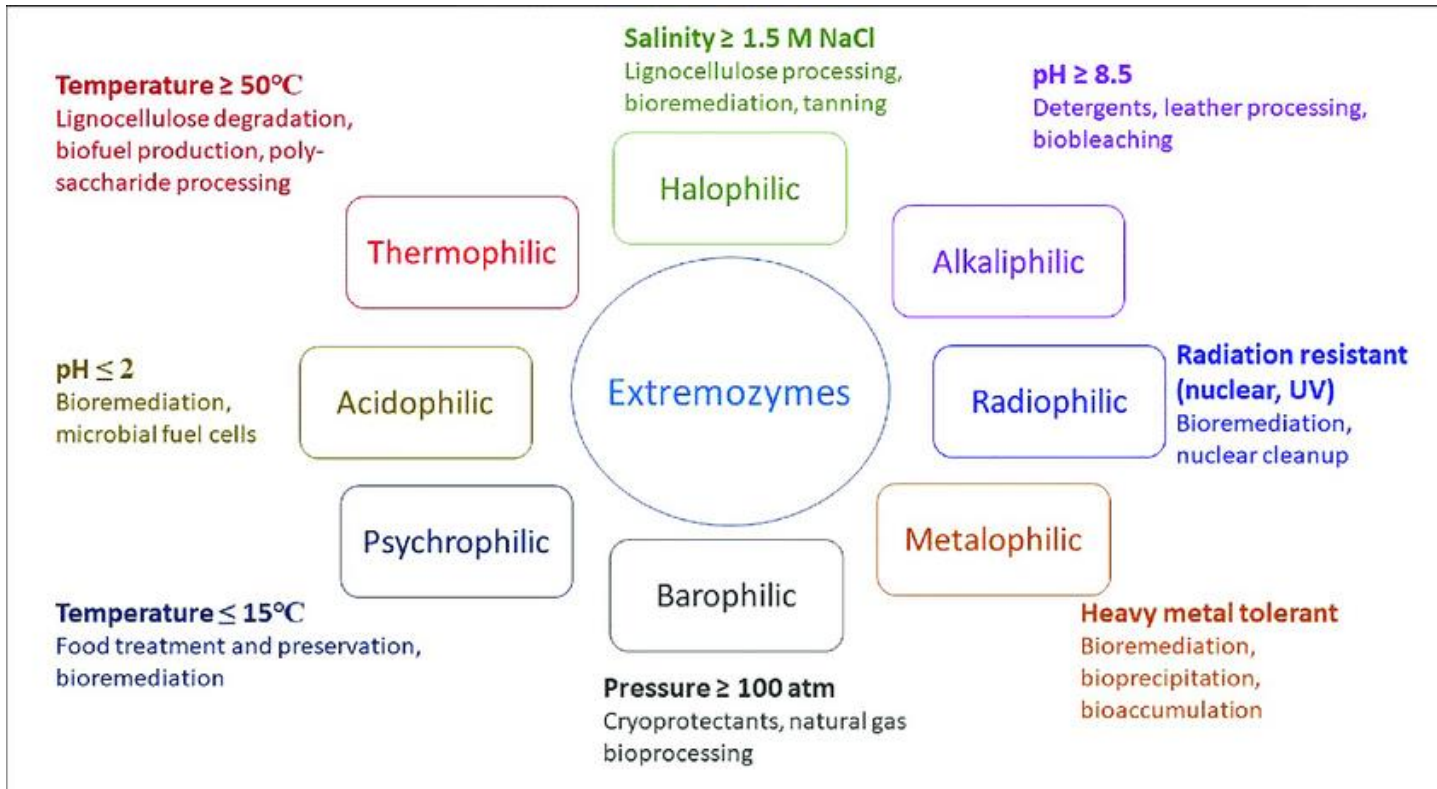 Salinity ≥ 1.5 M NaCl
Lignocellulose processing,
bioremediation, tanning
Halophilic
Temperature ≥ 50°C
Lignocellulose degradation,
biofuel production, poly-
saccharide processing
Thermophilic
pH ≥ 8.5
Detergents, leather processing,
biobleaching
Alkaliphilic
pH ≤ 2
Bioremediation,
microbial fuel cells
Acidophilic
Extremozymes
Radiophilic
Radiation resistant
(nuclear, UV)
Bioremediation,
nuclear cleanup
Psychrophilic
Temperature ≤ 15°C
Food treatment and preservation,
bioremediation
Barophilic
Pressure ≥ 100 atm
Cryoprotectants, natural gas
bioprocessing
Metalophilic
Heavy metal tolerant
Bioremediation,
bioprecipitation,
bioaccumulation